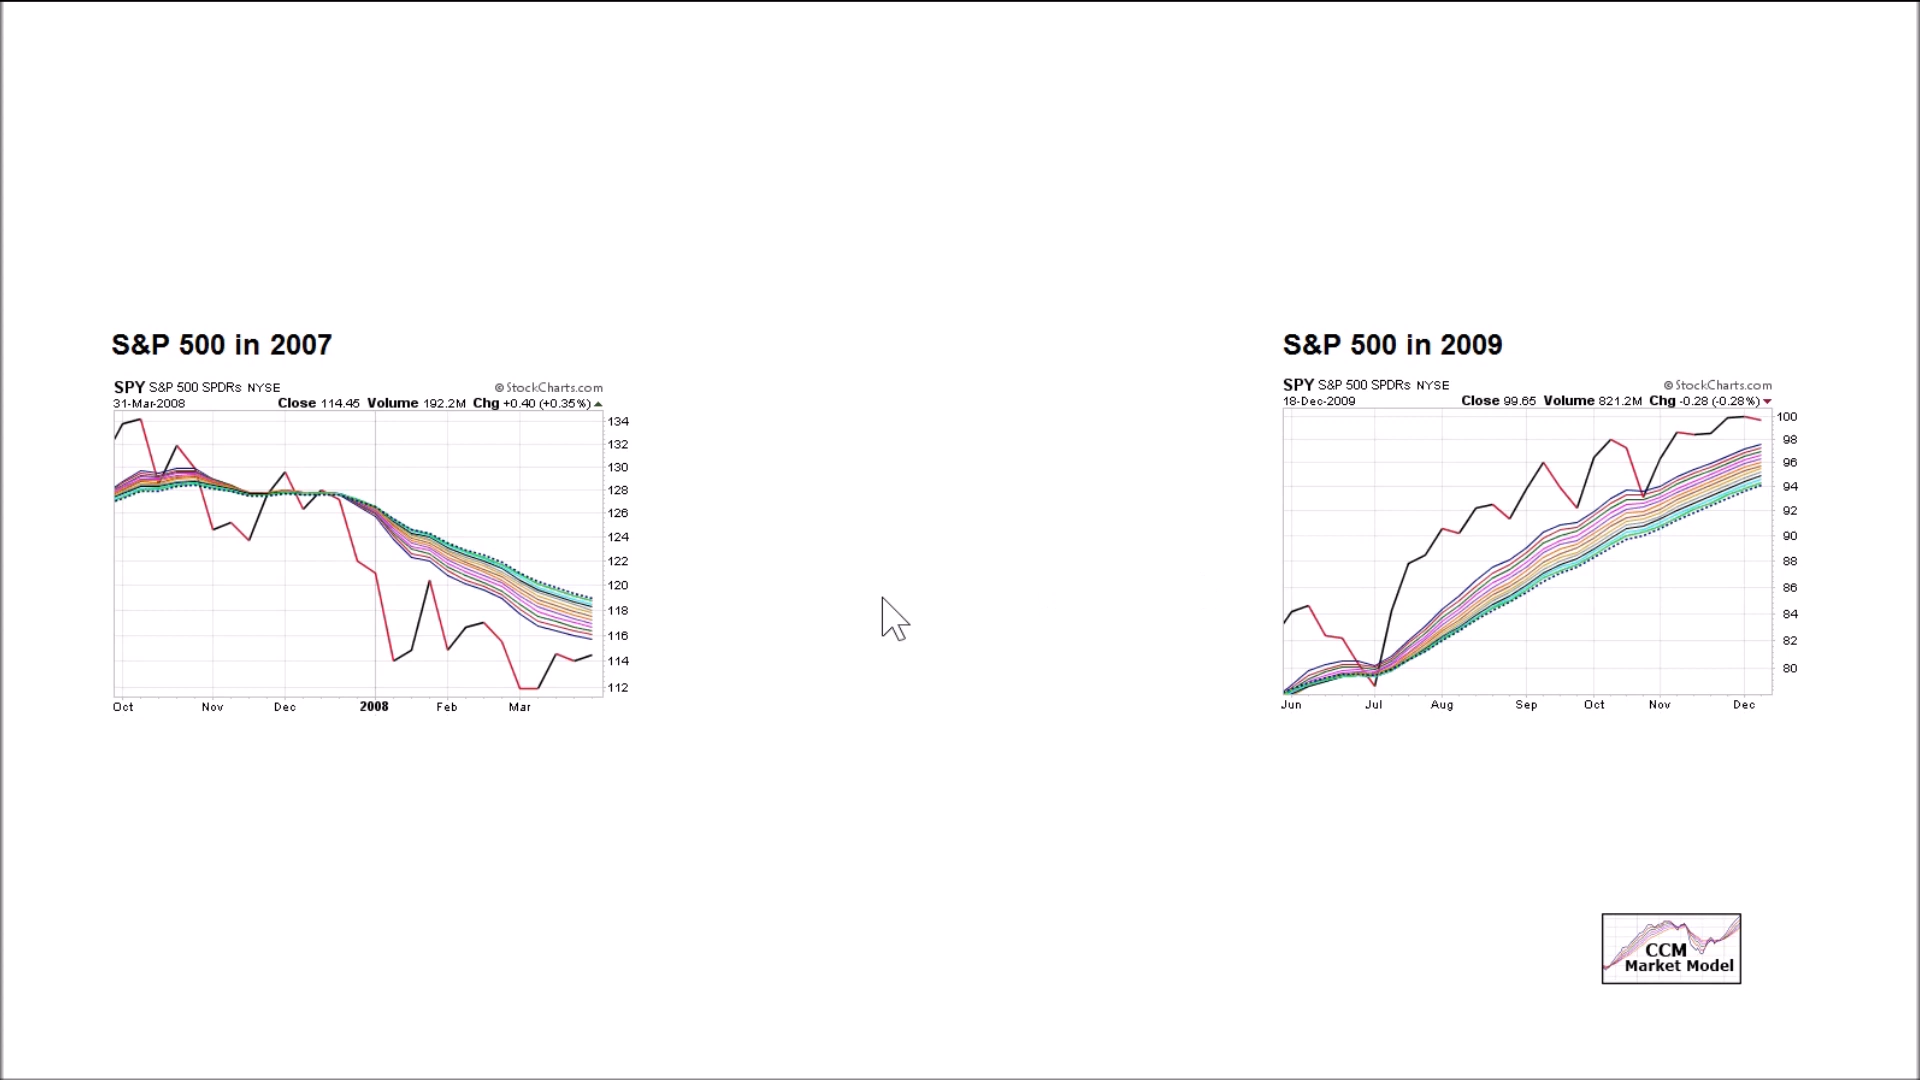 S&P 500 in 2007
SPY S&P 500 SPDRs NYSE
© StockCharts.com
31-Mar-2008
Close 114.45 Volume 192.2M Chg +0.40 (+0.35%)
134
132
130
128
126
124
122
120
118
116
114
112
Oct Nov Dec 2008 Feb Mar
S&P 500 in 2009
SPY S&P 500 SPDRs NYSE
© StockCharts.com
18-Dec-2009
Close 99.65 Volume 821.2M Chg -0.28 (-0.28%)
100
98
96
94
92
90
88
86
84
82
80
Jun Jul Aug Sep Oct Nov Dec
CCM
Market Model